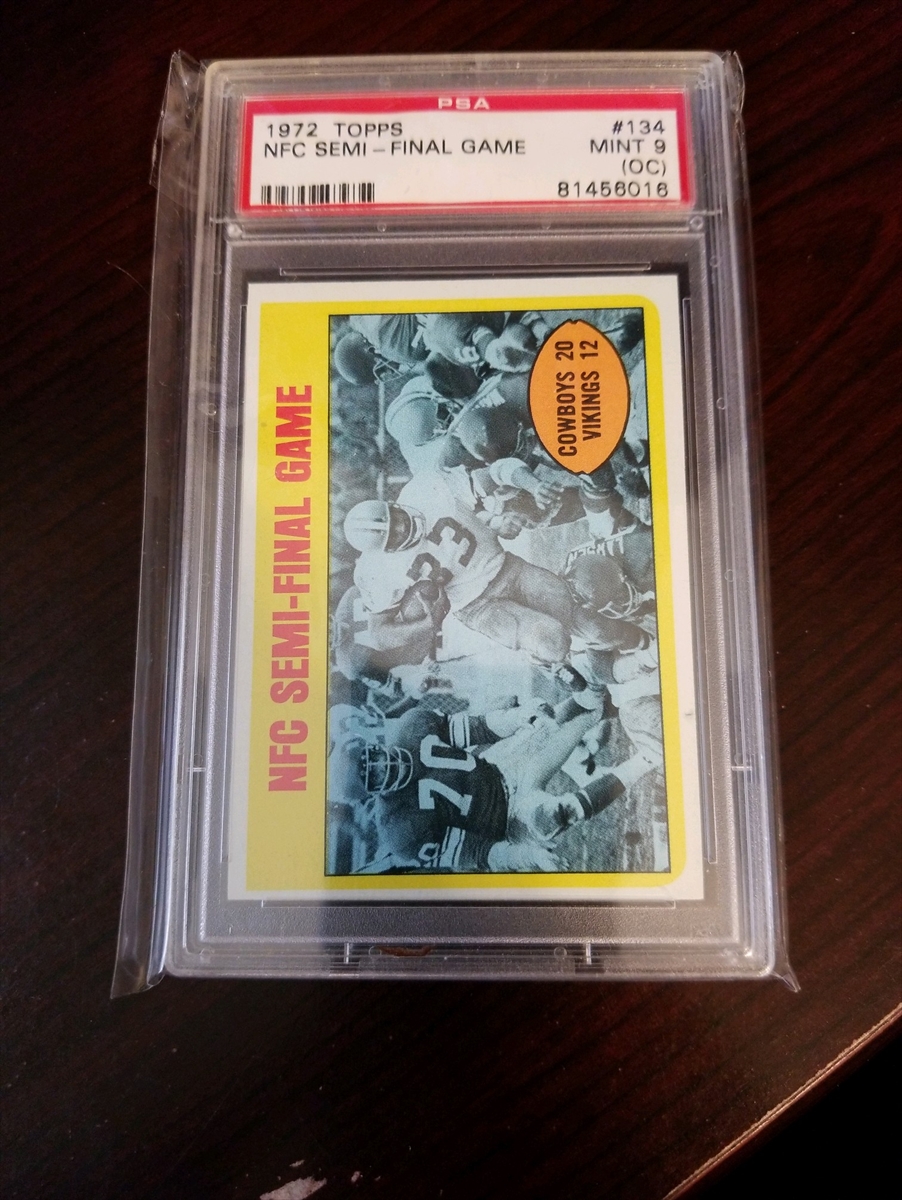 PSA
1972 TOPPS #134
NFC SEMI-FINAL GAME MINT 9
(OC)
81456016
NFC SEMI-FINAL GAME
COWBOYS 20
VIKINGS 12
70